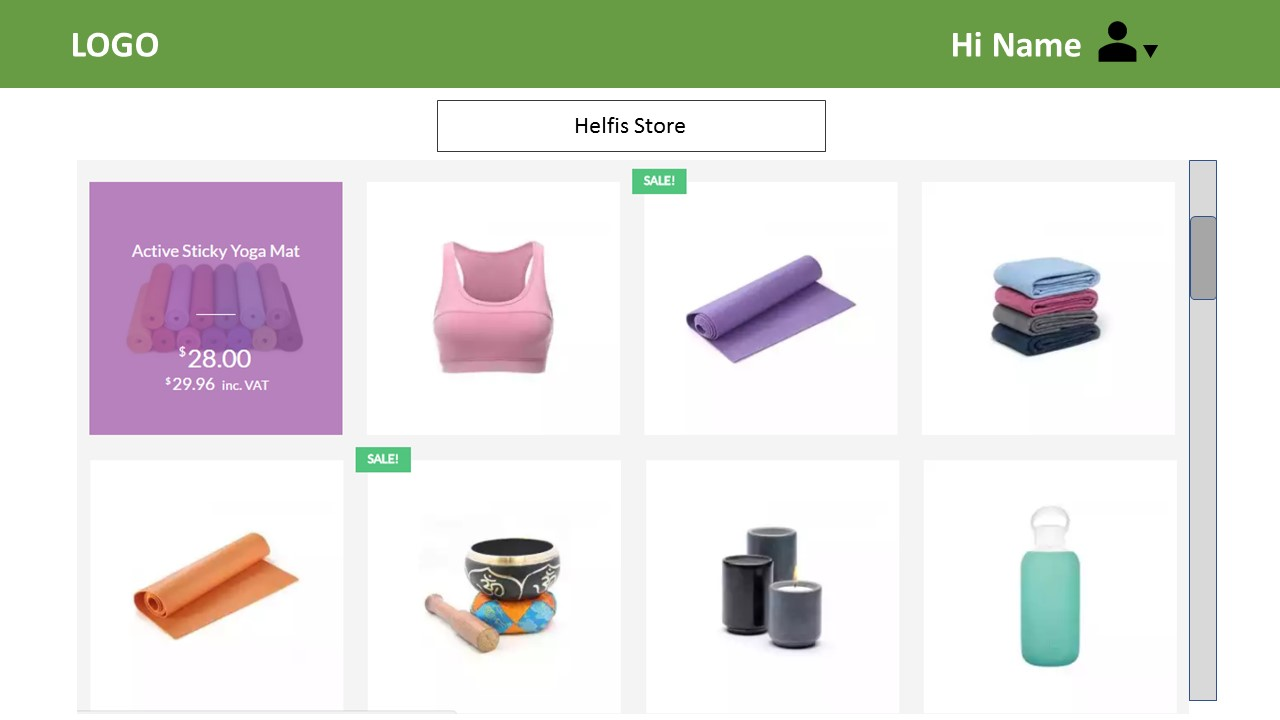 LOGO
Hi Name
Helfis Store
SALE!
Active Sticky Yoga Mat
$28.00
$29.96 inc. VAT
SALE!